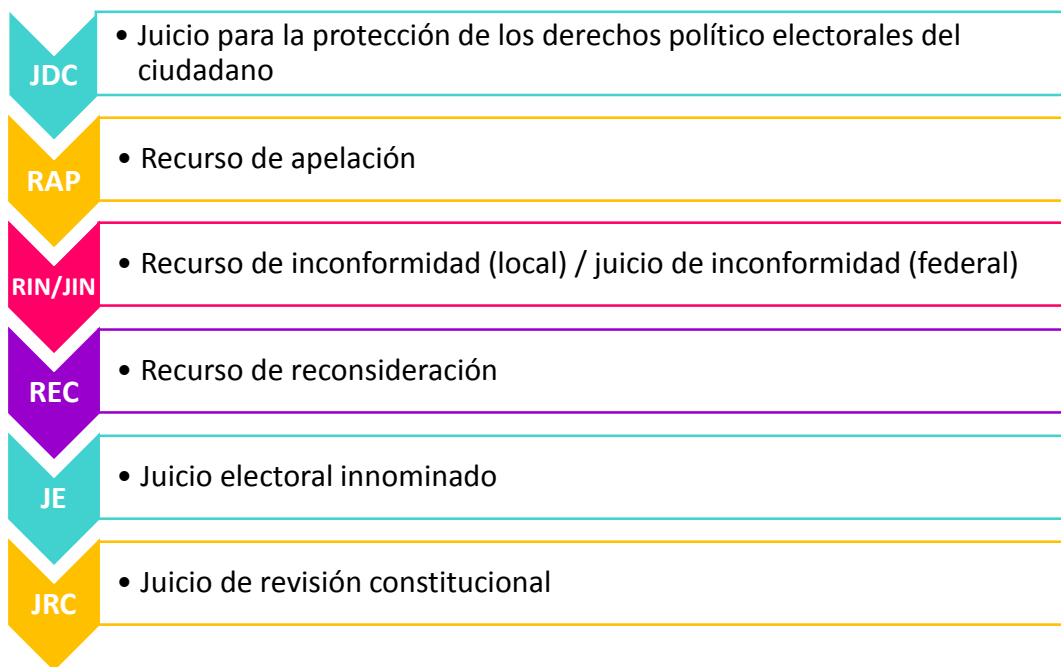 JDC
• Juicio para la protección de los derechos político electorales del
ciudadano
RAP
• Recurso de apelación
RIN/JIN
• Recurso de inconformidad (local) / juicio de inconformidad (federal)
REC
• Recurso de reconsideración
JE
• Juicio electoral innominado
JRC
• Juicio de revisión constitucional